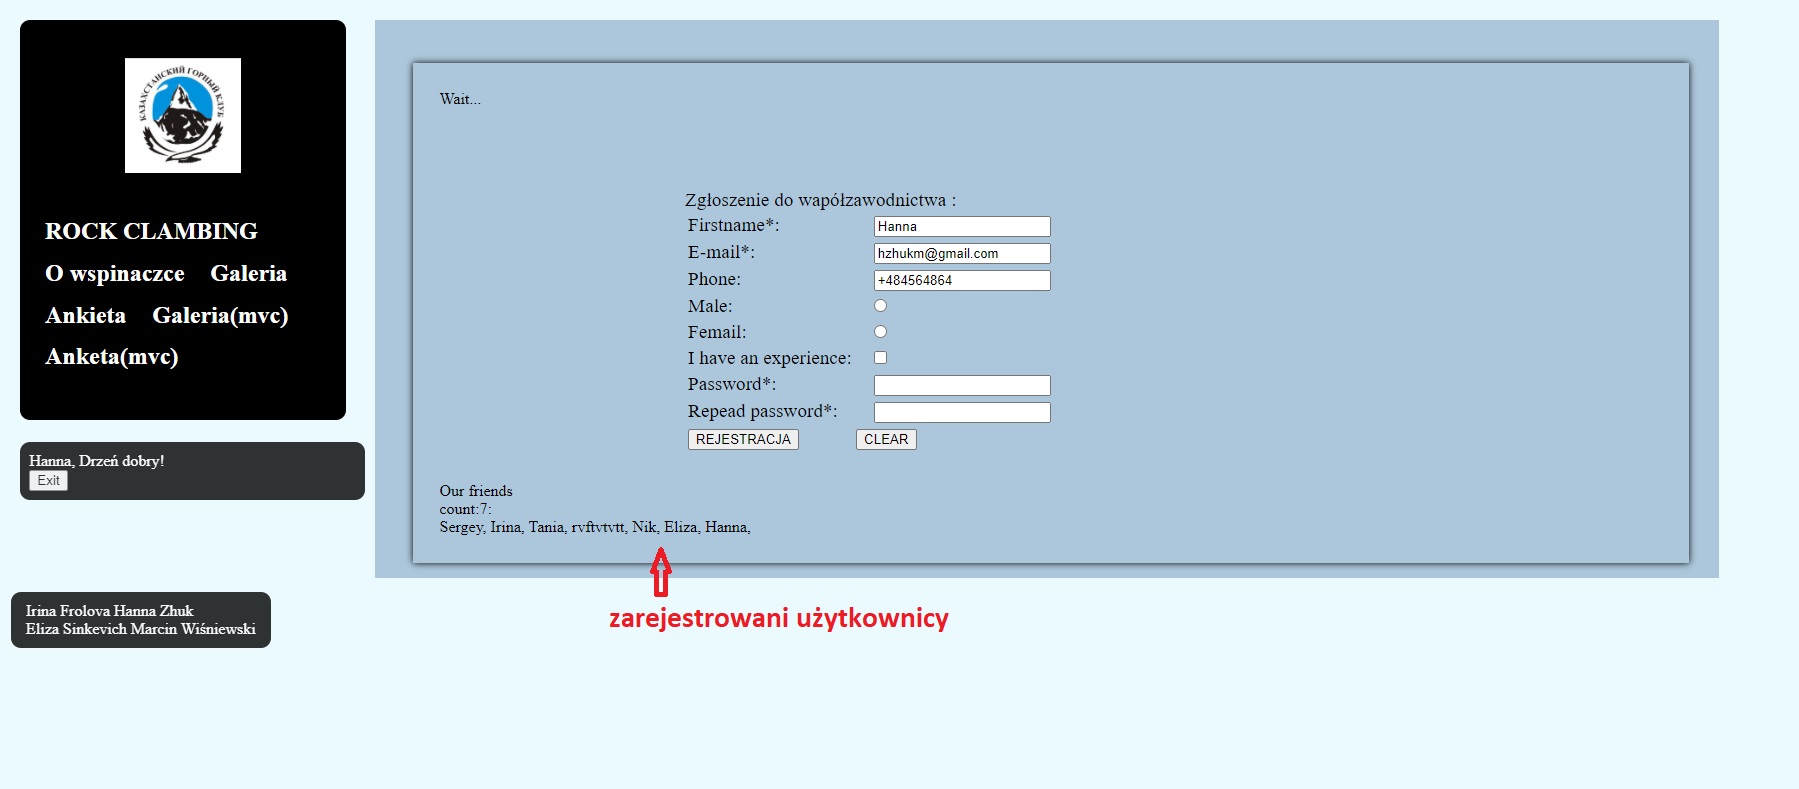 КАЗАХСТАНСКИЙ ГОРНЫЙ КЛУБ
ROCK CLAMBING
O wspinaczce Galeria
Ankieta Galeria(mvc)
Anketa(mvc)
Hanna, Drzeń dobry!
Exit
Irina Frolova Hanna Zhuk
Eliza Sinkevich Marcin Wiśniewski
Wait...
Zgłoszenie do wapółzawodnictwa :
Firstname*: Hanna
E-mail*: hzhukm@gmail.com
Phone: +484564864
Male:
Femail:
I have an experience:
Password*:
Repead password*:
REJESTRACJA CLEAR
Our friends
count:7:
Sergey, Irina, Tania, rvftvtvtt, Nik, Eliza, Hanna,
zarejestrowani użytkownicy